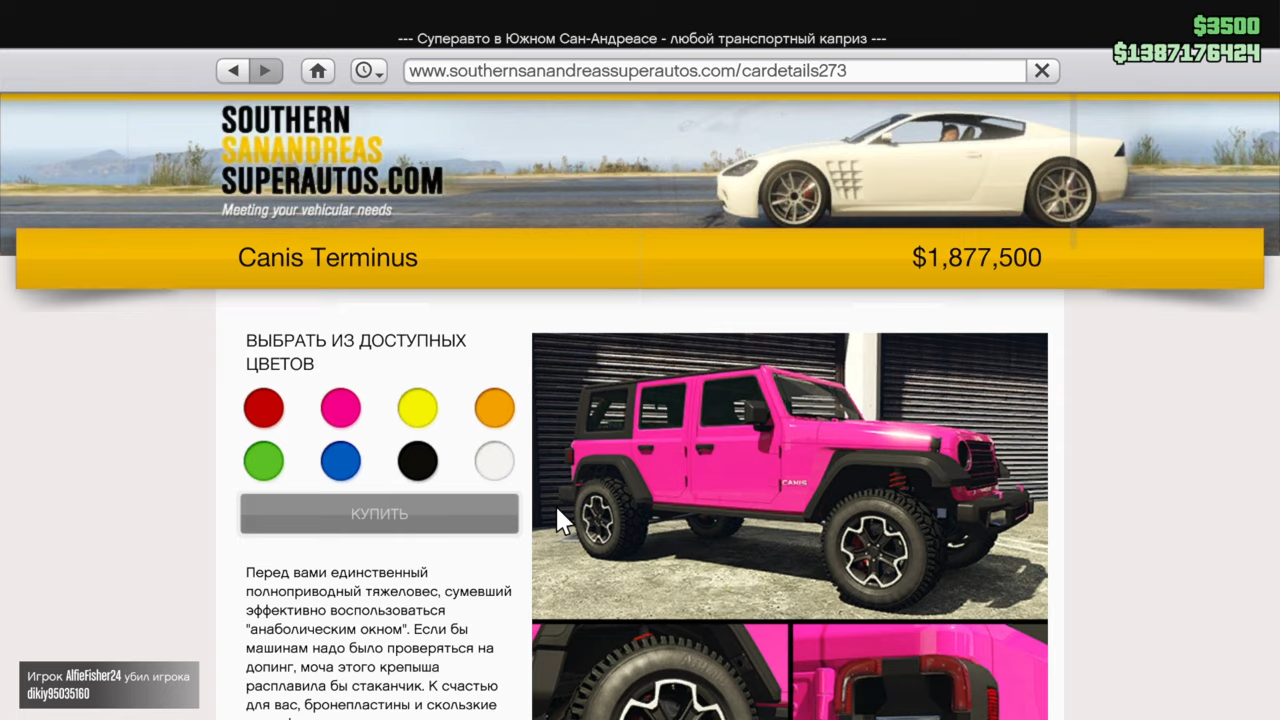 --- Суперавто в Южном Сан-Андреасе - любой транспортный каприз ---
$3500
$1387176424
www.southernsanandreassuperautos.com/cardetails273
SOUTHERN
SANANDREAS
SUPERAUTOS.COM
Meeting your vehicular needs
Canis Terminus
$1,877,500
ВЫБРАТЬ ИЗ ДОСТУПНЫХ
ЦВЕТОВ
КУПИТЬ
CANIS
Перед вами единственный
полноприводный тяжеловес, сумевший
эффективно воспользоваться
"анаболическим окном". Если бы
машинам надо было проверяться на
допинг, моча этого крепыша
расплавила бы стаканчик. К счастью
для вас, бронепластины и скользкие
Игрок AlfieFisher24 убил игрока
dikiy95035160